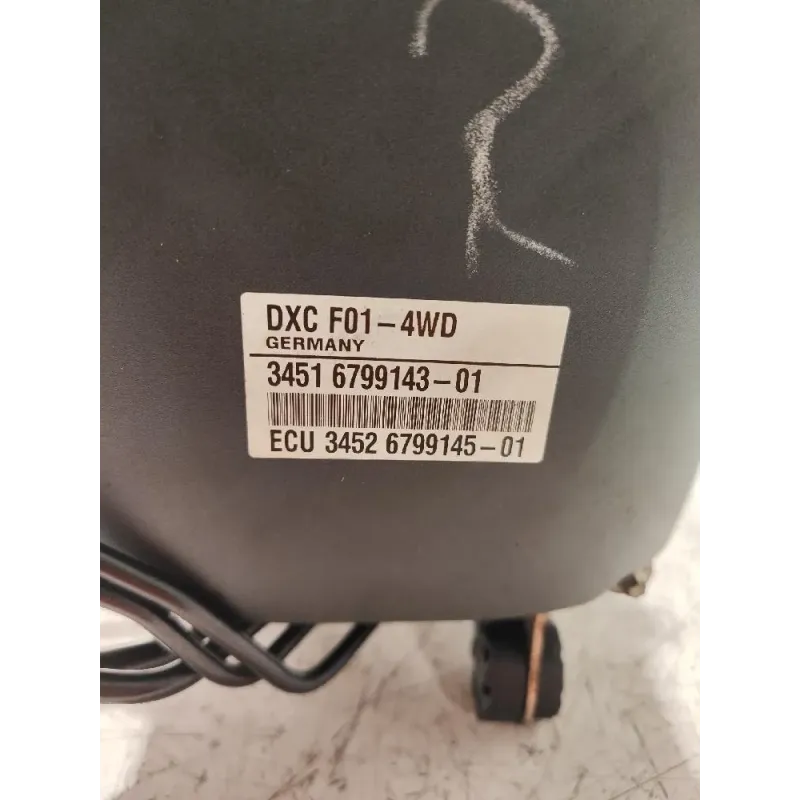 DXC F01-4WD
GERMANY
3451 6799143-01
ECU 3452 6799145-01